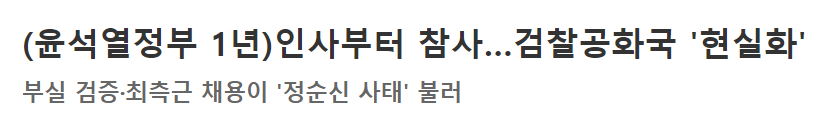 (윤석열정부 1년)인사부터 참사...검찰공화국 '현실화'
부실 검증·최측근 채용이 '정순신 사태' 불러